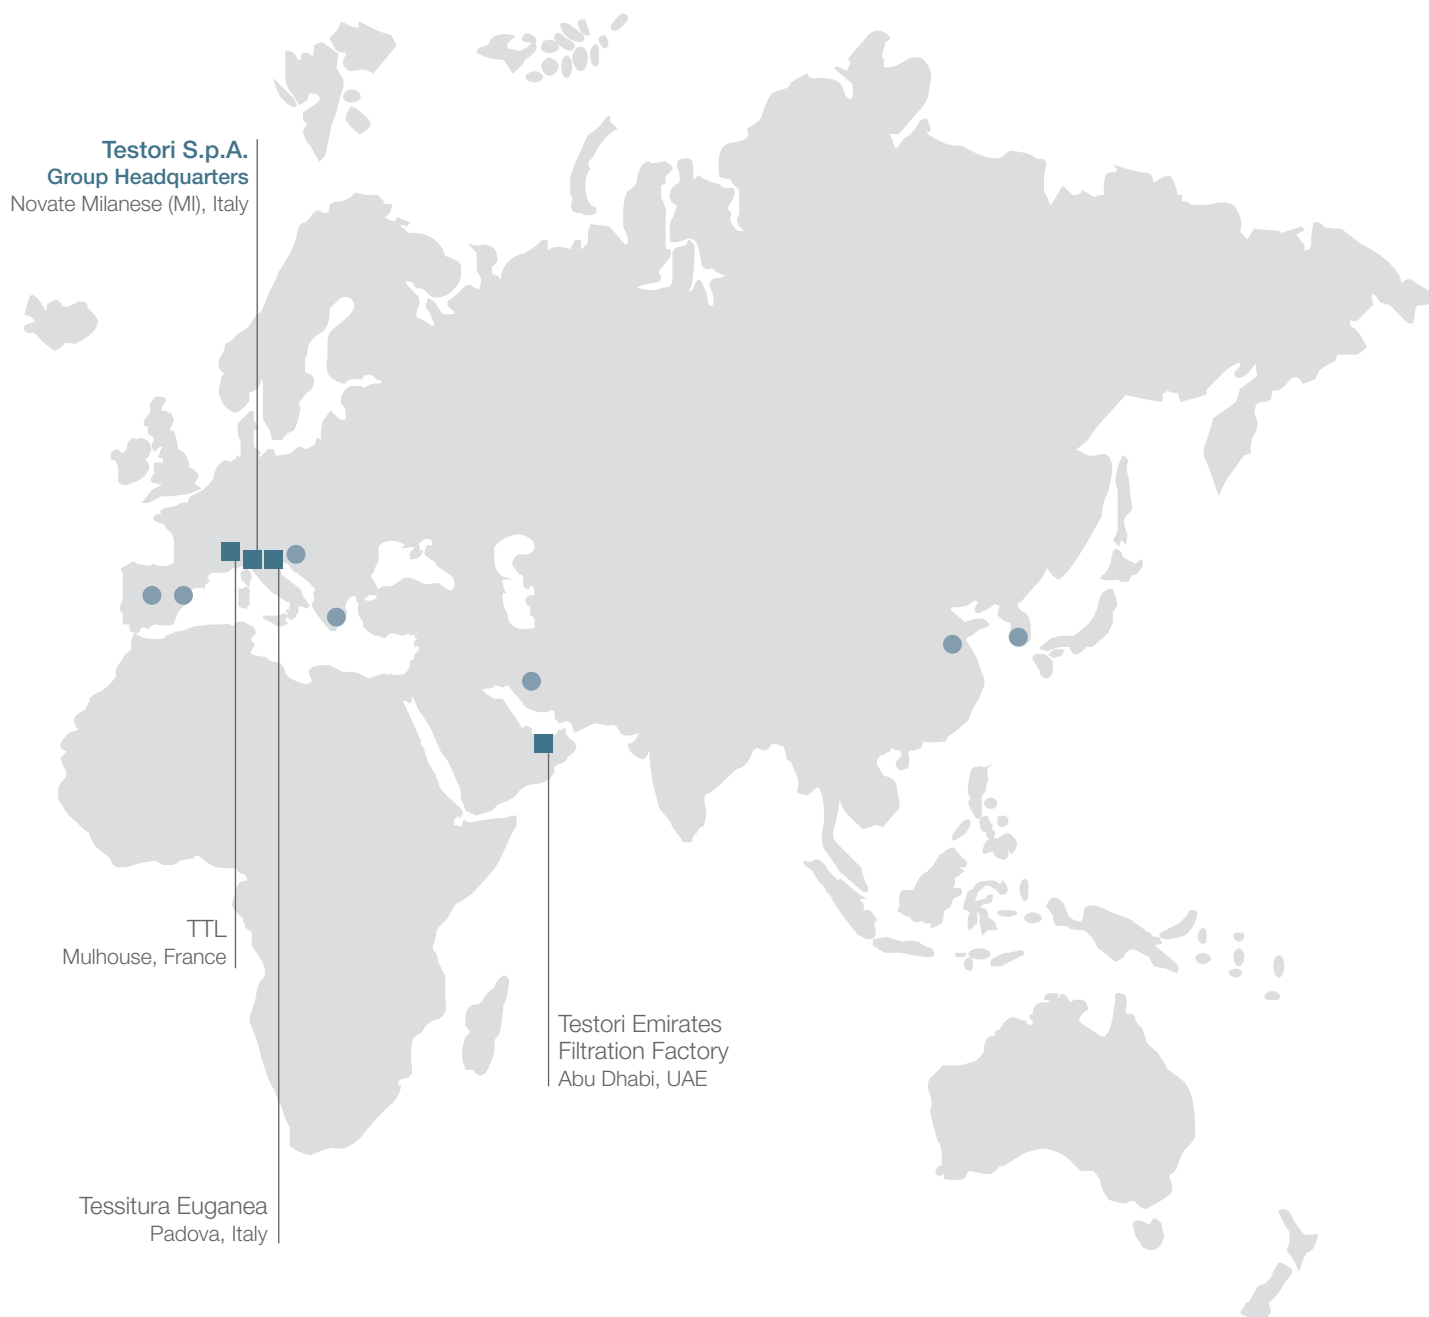 Testori S.p.A.
Group Headquarters
Novate Milanese (MI), Italy
TTL
Mulhouse, France
Testori Emirates
Filtration Factory
Abu Dhabi, UAE
Tessitura Euganea
Padova, Italy